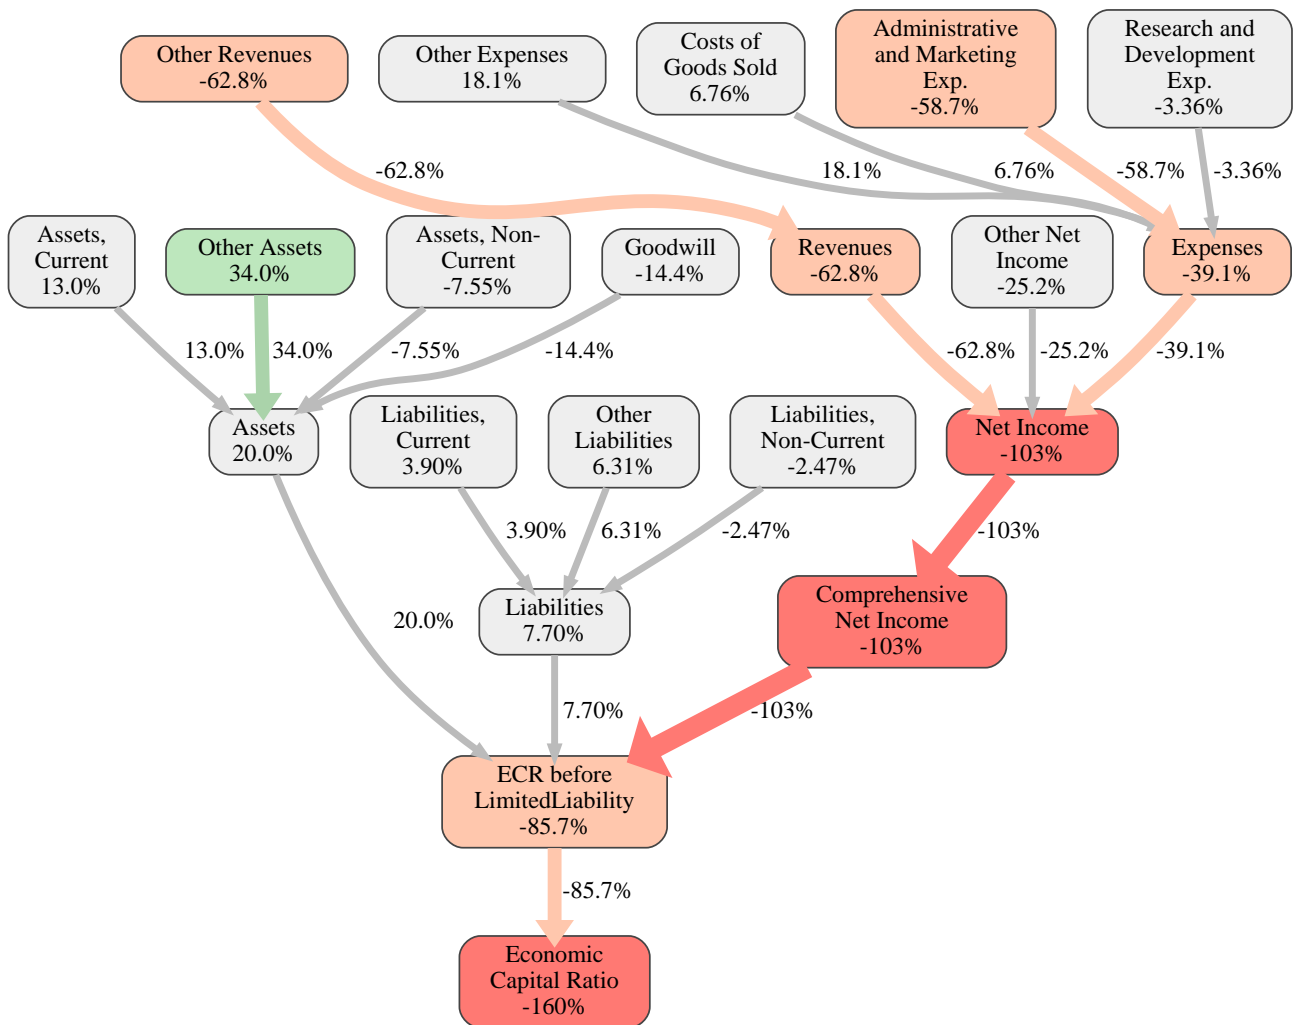 Other Revenues
-62.8%
Other Expenses
18.1%
Costs of
Goods Sold
6.76%
Administrative
and Marketing
Exp.
-58.7%
Research and
Development
Exp.
-3.36%
-62.8%
18.1%
6.76%
-58.7%
-3.36%
Assets,
Current
13.0%
Other Assets
34.0%
Assets, Non-
Current
-7.55%
Goodwill
-14.4%
Revenues
-62.8%
Other Net
Income
-25.2%
Expenses
-39.1%
13.0%
34.0%
-7.55%
-14.4%
-62.8%
-25.2%
-39.1%
Assets
20.0%
Liabilities,
Current
3.90%
Other
Liabilities
6.31%
Liabilities,
Non-Current
-2.47%
Net Income
-103%
3.90%
6.31%
-2.47%
-103%
20.0%
Liabilities
7.70%
Comprehensive
Net Income
-103%
7.70%
-103%
ECR before
LimitedLiability
-85.7%
-85.7%
Economic
Capital Ratio
-160%